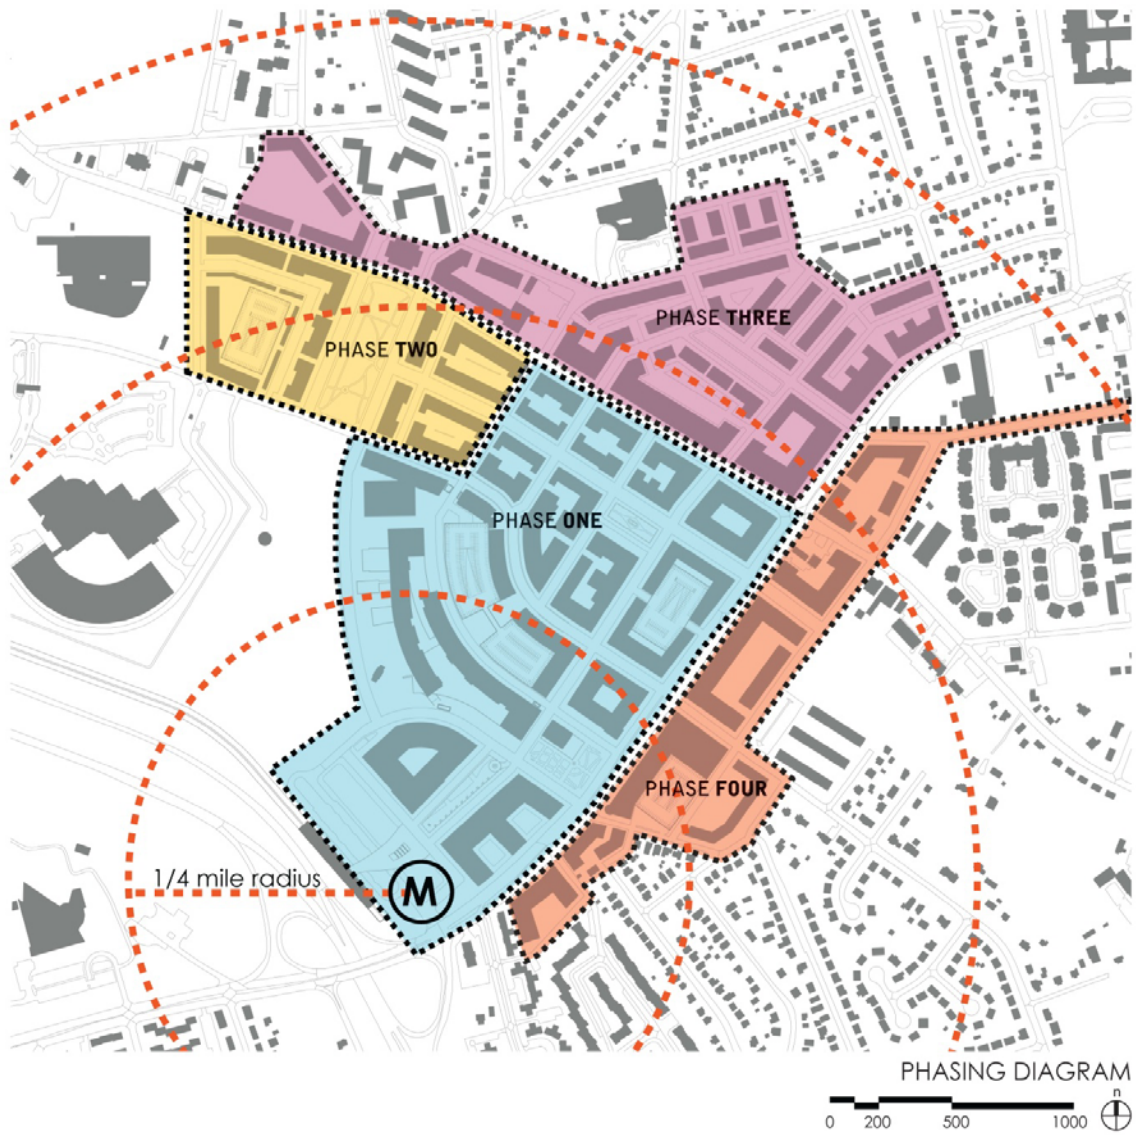 PHASE THREE
PHASE TWO
PHASE ONE
PHASE FOUR
1/4 mile radius
M
PHASING DIAGRAM
n
0 200 500 1000